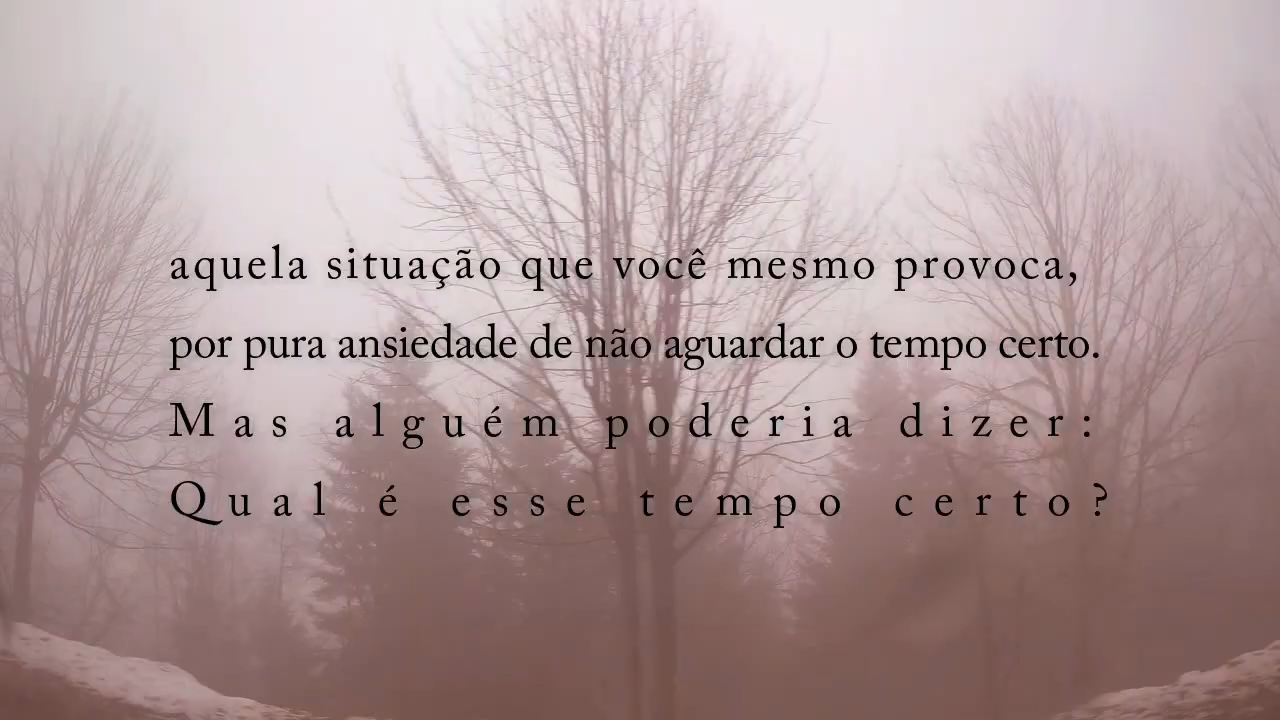 aquela situação que você mesmo provoca,
por pura ansiedade de não aguardar o tempo certo.
Mas alguém poderia dizer:
Qual é esse tempo certo?